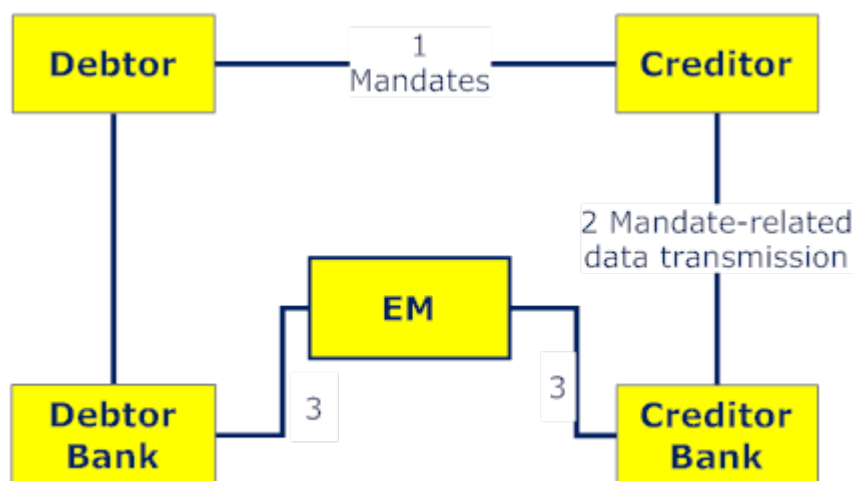 Debtor
1
Mandates
Creditor
2 Mandate-related
data transmission
EM
3
3
Debtor
Bank
Creditor
Bank